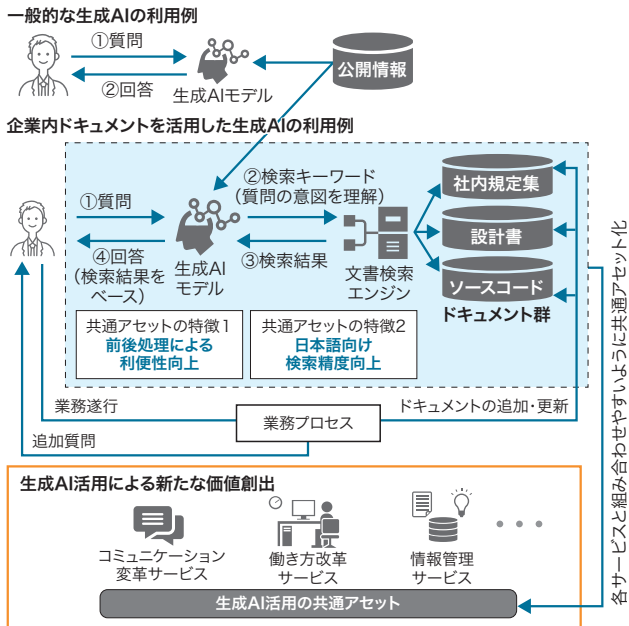 一般的な生成AIの利用例
①質問
②回答
生成AIモデル
公開情報
企業内ドキュメントを活用した生成AIの利用例
①質問
④回答
(検索結果を
ベース)
生成AI
モデル
②検索キーワード
(質問の意図を理解)
③検索結果
文書検索
エンジン
社内規定集
設計書
ソースコード
ドキュメント群
共通アセットの特徴1
前後処理による
利便性向上
共通アセットの特徴2
日本語向け
検索精度向上
業務遂行
追加質問
業務プロセス
ドキュメントの追加・更新
各サービスと組み合わせやすいように共通アセット化
生成AI活用による新たな価値創出
コミュニケーション
変革サービス
働き方改革
サービス
情報管理
サービス
生成AI活用の共通アセット